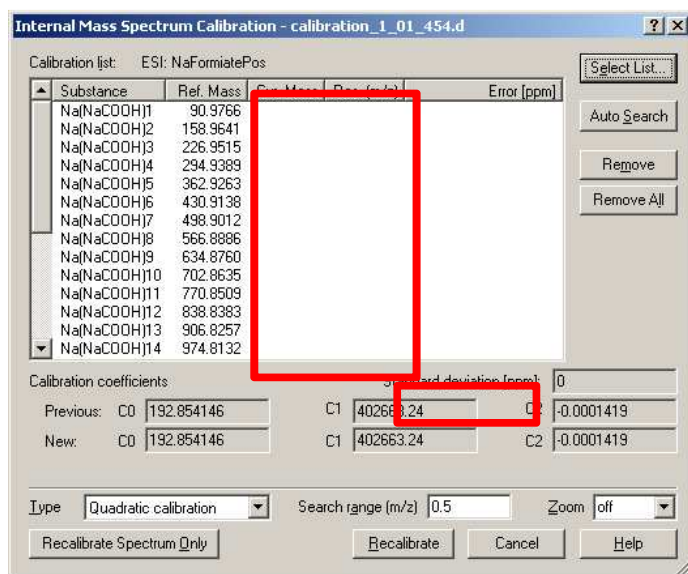 Internal Mass Spectrum Calibration - calibration_1_01_454.d
Calibration list: ESI: NaFormiatePos
Select List...
Substance Ref. Mass Error [ppm]
Na(NaCOOH)1 90.9766
Auto Search
Na(NaCOOH)2 158.9641
Na(NaCOOH)3 226.9515
Na(NaCOOH)4 294.9389
Remove
Na(NaCOOH)5 362.9263
Na(NaCOOH)6 430.9138
Remove All
Na(NaCOOH)7 498.9012
Na(NaCOOH)8 566.8886
Na(NaCOOH)9 634.8760
Na(NaCOOH)10 702.8635
Na(NaCOOH)11 770.8509
Na(NaCOOH)12 838.8383
Na(NaCOOH)13 906.8257
Na(NaCOOH)14 974.8132
Calibration coefficients Standard deviation [ppm]: 0
Previous: C0 192.854146 C1 402663.24 C2 -0.0001419
New: C0 192.854146 C1 402663.24 C2 -0.0001419
Type Quadratic calibration Search range (m/z) 0.5 Zoom off
Recalibrate Spectrum Only Recalibrate Cancel Help